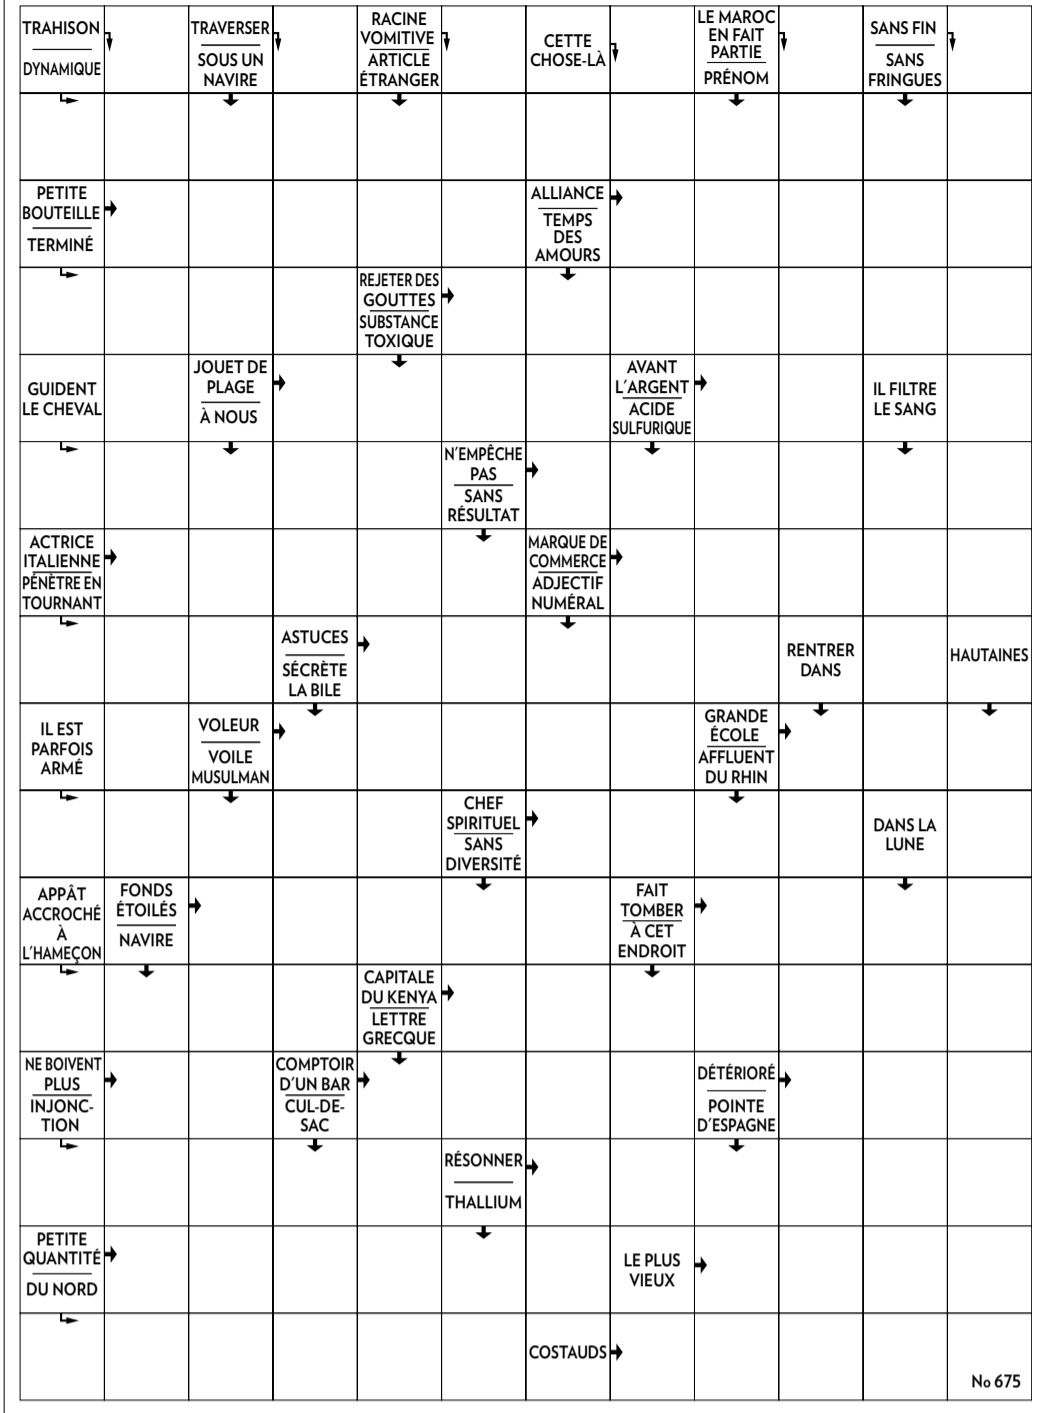 TRAHISON
DYNAMIQUE
TRAVERSER
SOUS UN
NAVIRE
RACINE
VOMITIVE
ARTICLE
ÉTRANGER
CETTE
CHOSE-LÀ
LE MAROC
EN FAIT
PARTIE
PRÉNOM
SANS FIN
SANS
FRINGUES
PETITE
BOUTEILLE
TERMINÉ
ALLIANCE
TEMPS
DES
AMOURS
REJETER DES
GOUTTES
SUBSTANCE
TOXIQUE
GUIDENT
LE CHEVAL
JOUET DE
PLAGE
À NOUS
AVANT
L'ARGENT
ACIDE
SULFURIQUE
IL FILTRE
LE SANG
N'EMPÊCHE
PAS
SANS
RÉSULTAT
ACTRICE
ITALIENNE
PÉNÈTRE EN
TOURNANT
MARQUE DE
COMMERCE
ADJECTIF
NUMÉRAL
ASTUCES
SÉCRÈTE
LA BILE
RENTRER
DANS
HAUTAINES
IL EST
PARFOIS
ARMÉ
VOLEUR
VOILE
MUSULMAN
GRANDE
ÉCOLE
AFFLUENT
DU RHIN
CHEF
SPIRITUEL
SANS
DIVERSITÉ
DANS LA
LUNE
APPÂT
ACCROCHÉ
À
L'HAMEÇON
FONDS
ÉTOILÉS
NAVIRE
FAIT
TOMBER
À CET
ENDROIT
CAPITALE
DU KENYA
LETTRE
GRECQUE
NE BOIVENT
PLUS
INJONC-
TION
COMPTOIR
D'UN BAR
CUL-DE-
SAC
DÉTÉRIORÉ
POINTE
D'ESPAGNE
RÉSONNER
THALLIUM
PETITE
QUANTITÉ
DU NORD
LE PLUS
VIEUX
COSTAUDS
No 675